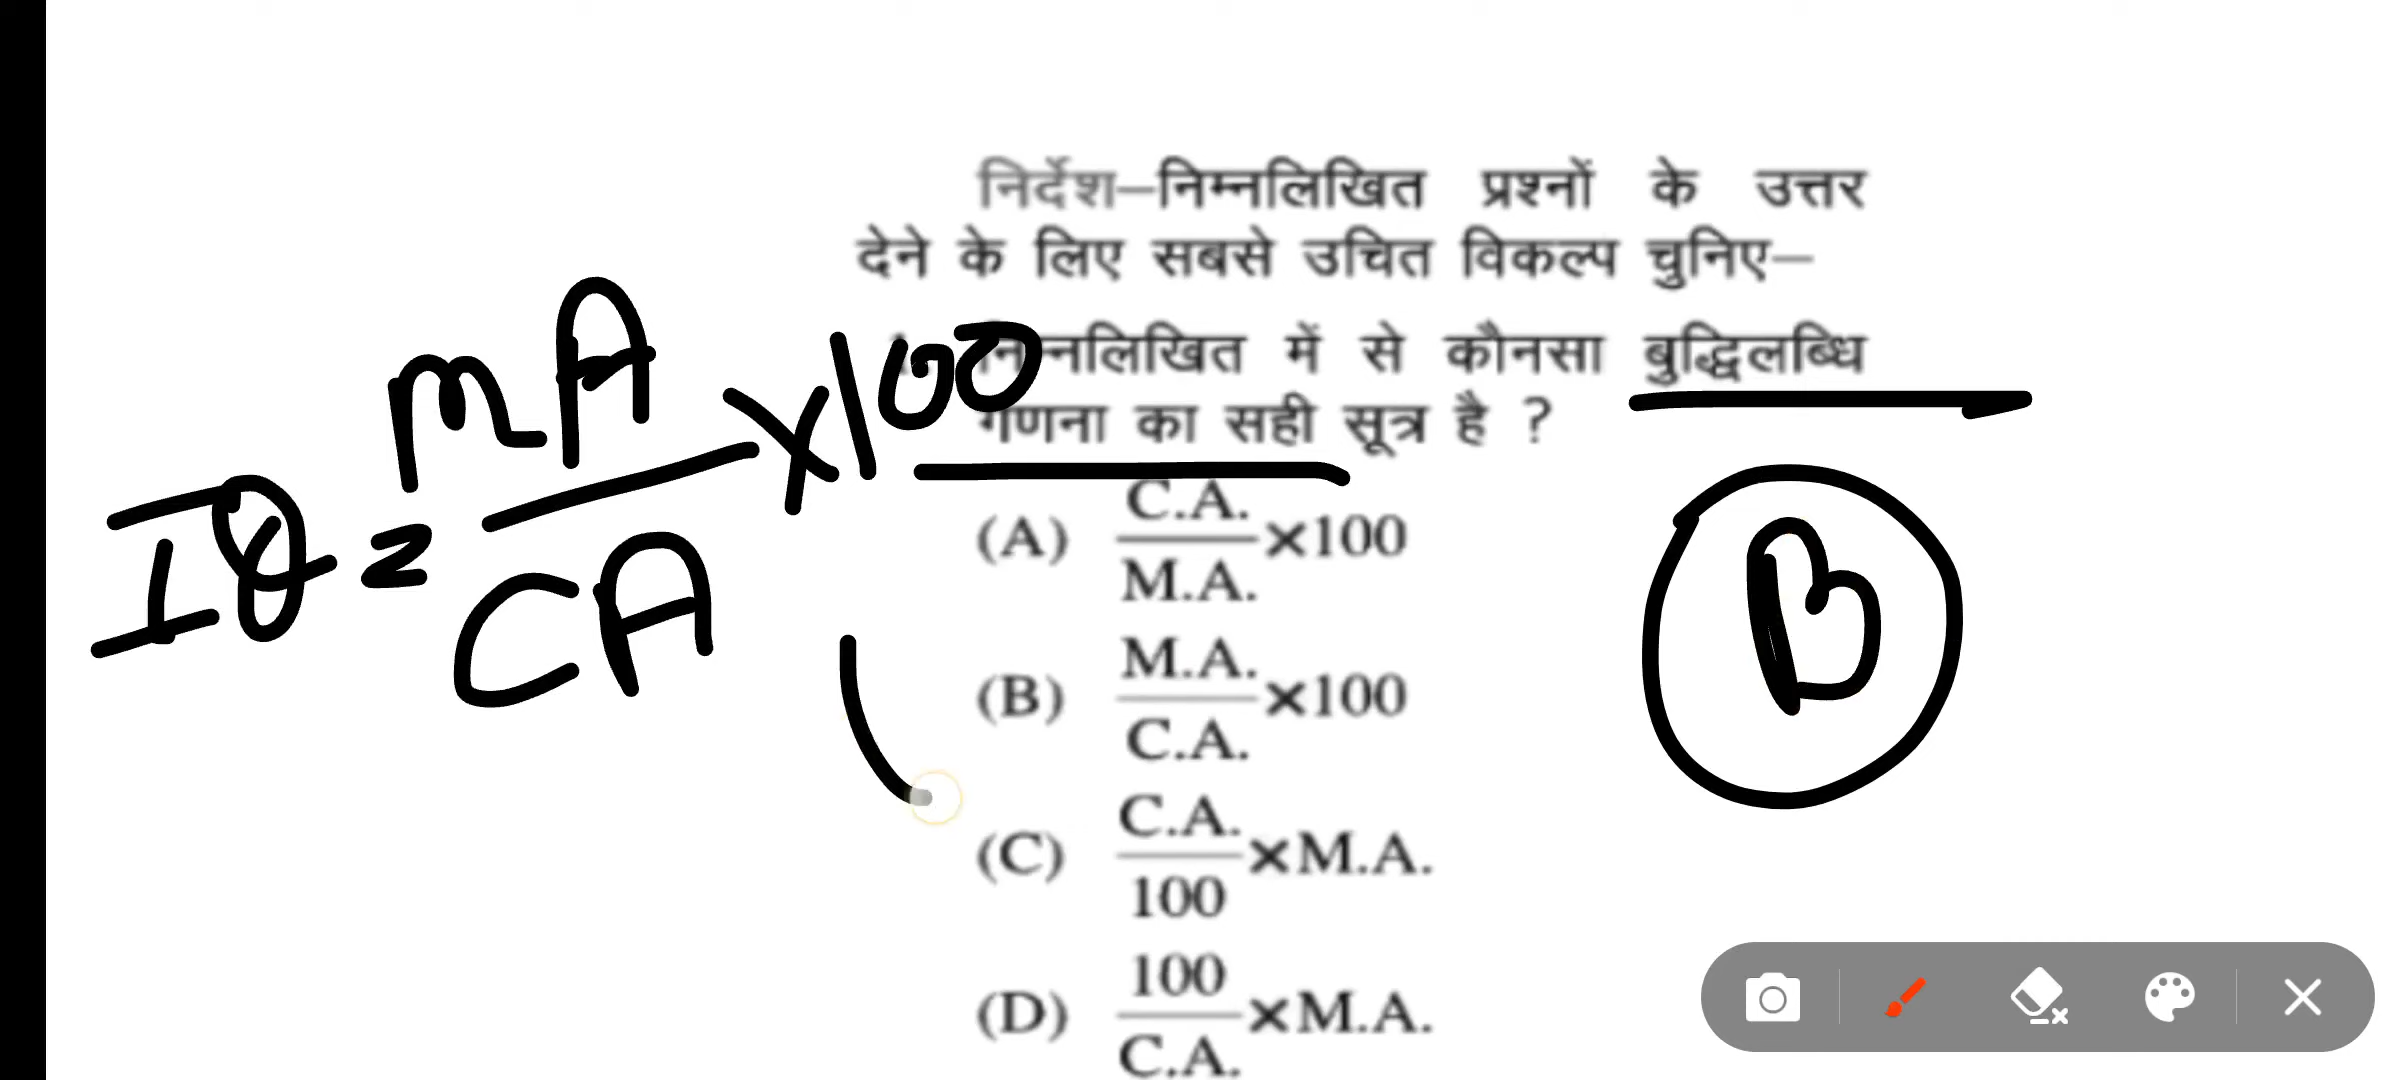 निर्देश—निम्नलिखित प्रश्नों के उत्तर
देने के लिए सबसे उचित विकल्प चुनिए—
1. निम्नलिखित में से कौनसा बुद्धिलब्धि
गणना का सही सूत्र है ?
(A) C.A./M.A. ×100
(B) M.A./C.A. ×100
(C) C.A./100 ×M.A.
(D) 100/C.A. ×M.A.
IQ = MA/CA ×100
B